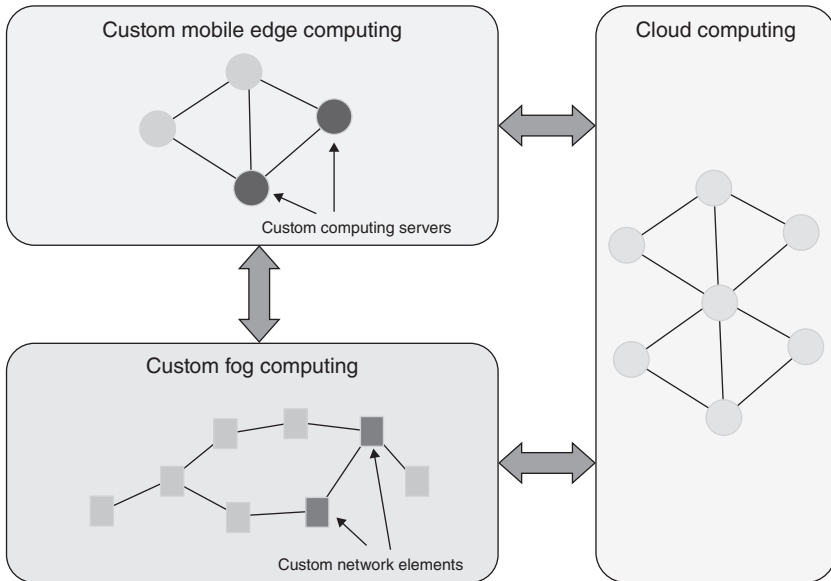 Custom mobile edge computing
Custom computing servers
Custom fog computing
Custom network elements
Cloud computing